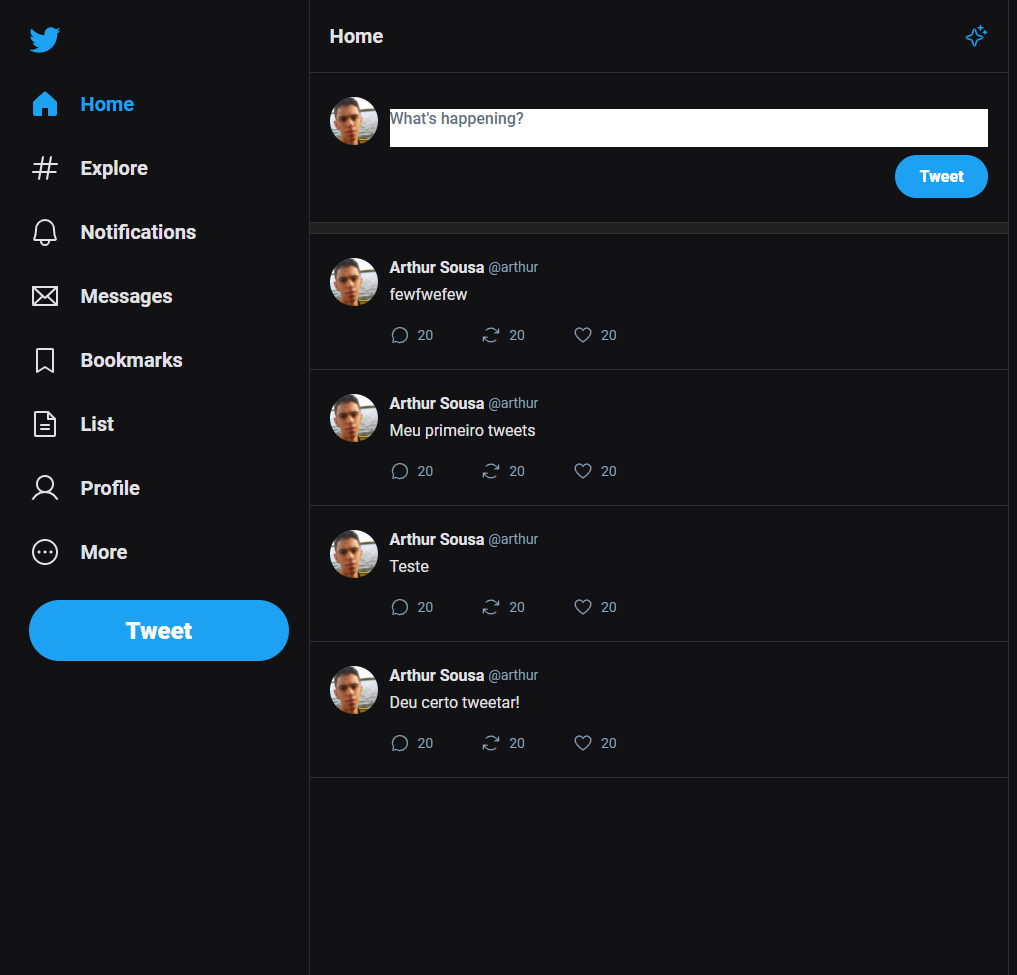 Home
Explore
Notifications
Messages
Bookmarks
List
Profile
More
Tweet
Home
What's happening?
Tweet
Arthur Sousa @arthur
fewfwefew
20 20 20
Arthur Sousa @arthur
Meu primeiro tweets
20 20 20
Arthur Sousa @arthur
Teste
20 20 20
Arthur Sousa @arthur
Deu certo tweetar!
20 20 20